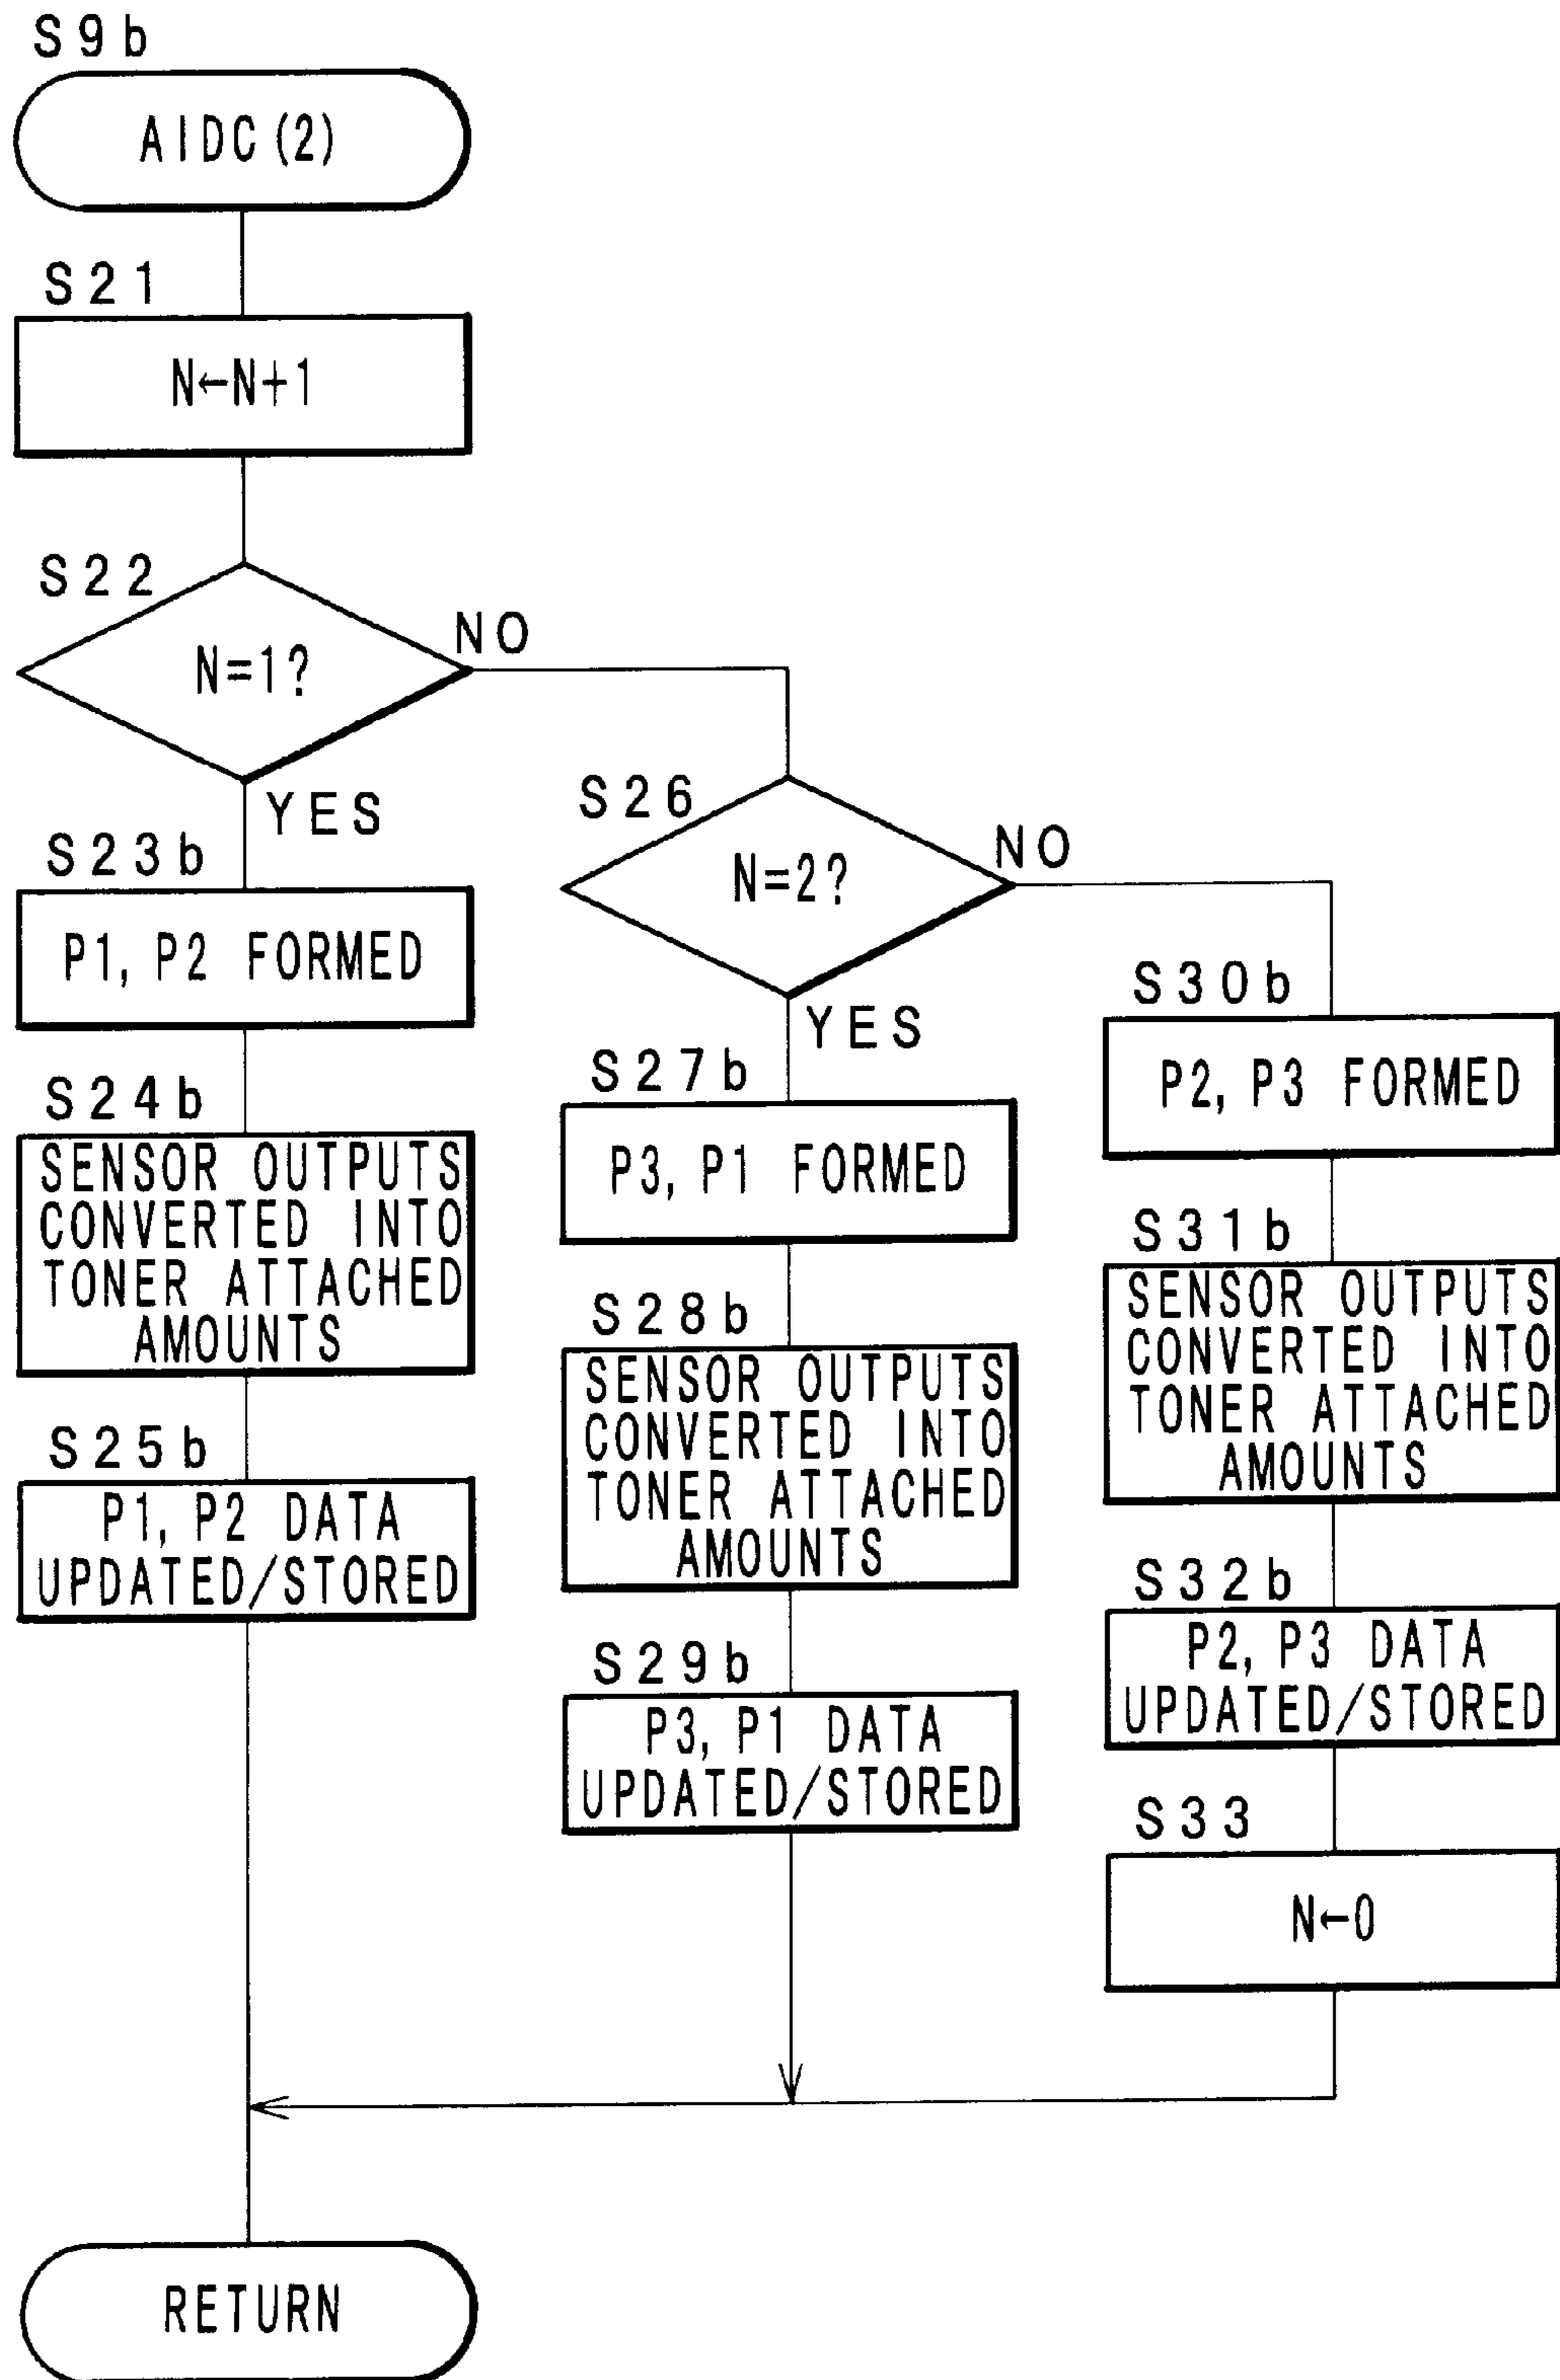 S9b
AIDC(2)
S21
N←N+1
S22
N=1?
NO
YES
S23b
P1, P2 FORMED
S24b
SENSOR OUTPUTS
CONVERTED INTO
TONER ATTACHED
AMOUNTS
S25b
P1, P2 DATA
UPDATED/STORED
S26
N=2?
NO
YES
S27b
P3, P1 FORMED
S28b
SENSOR OUTPUTS
CONVERTED INTO
TONER ATTACHED
AMOUNTS
S29b
P3, P1 DATA
UPDATED/STORED
S30b
P2, P3 FORMED
S31b
SENSOR OUTPUTS
CONVERTED INTO
TONER ATTACHED
AMOUNTS
S32b
P2, P3 DATA
UPDATED/STORED
S33
N←0
RETURN